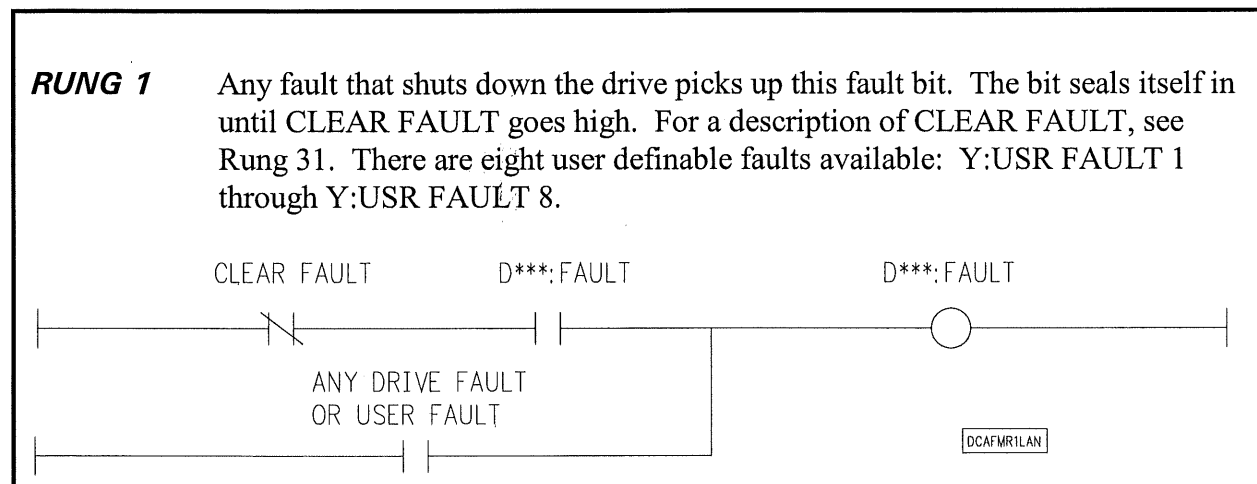 RUNG 1 Any fault that shuts down the drive picks up this fault bit. The bit seals itself in
until CLEAR FAULT goes high. For a description of CLEAR FAULT, see
Rung 31. There are eight user definable faults available: Y:USR FAULT 1
through Y:USR FAULT 8.
CLEAR FAULT D***:FAULT D***:FAULT
ANY DRIVE FAULT
OR USER FAULT
DCAFMR1LAN